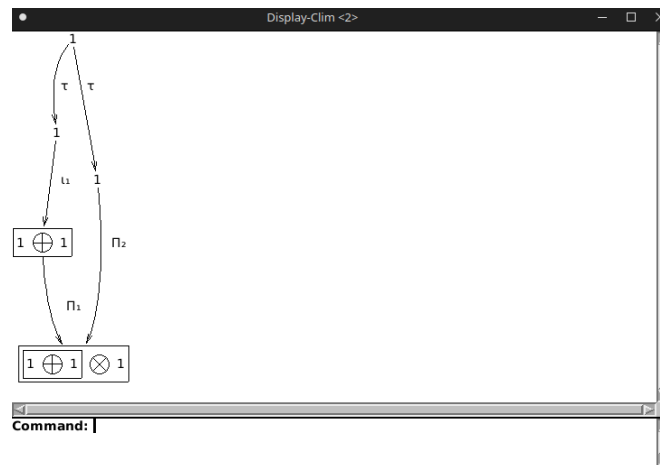 Display-Clim <2>
1
τ τ
1
ι₁ 1
1 ⊕ 1 Π₂
Π₁
1 ⊕ 1 ⊗ 1
Command: